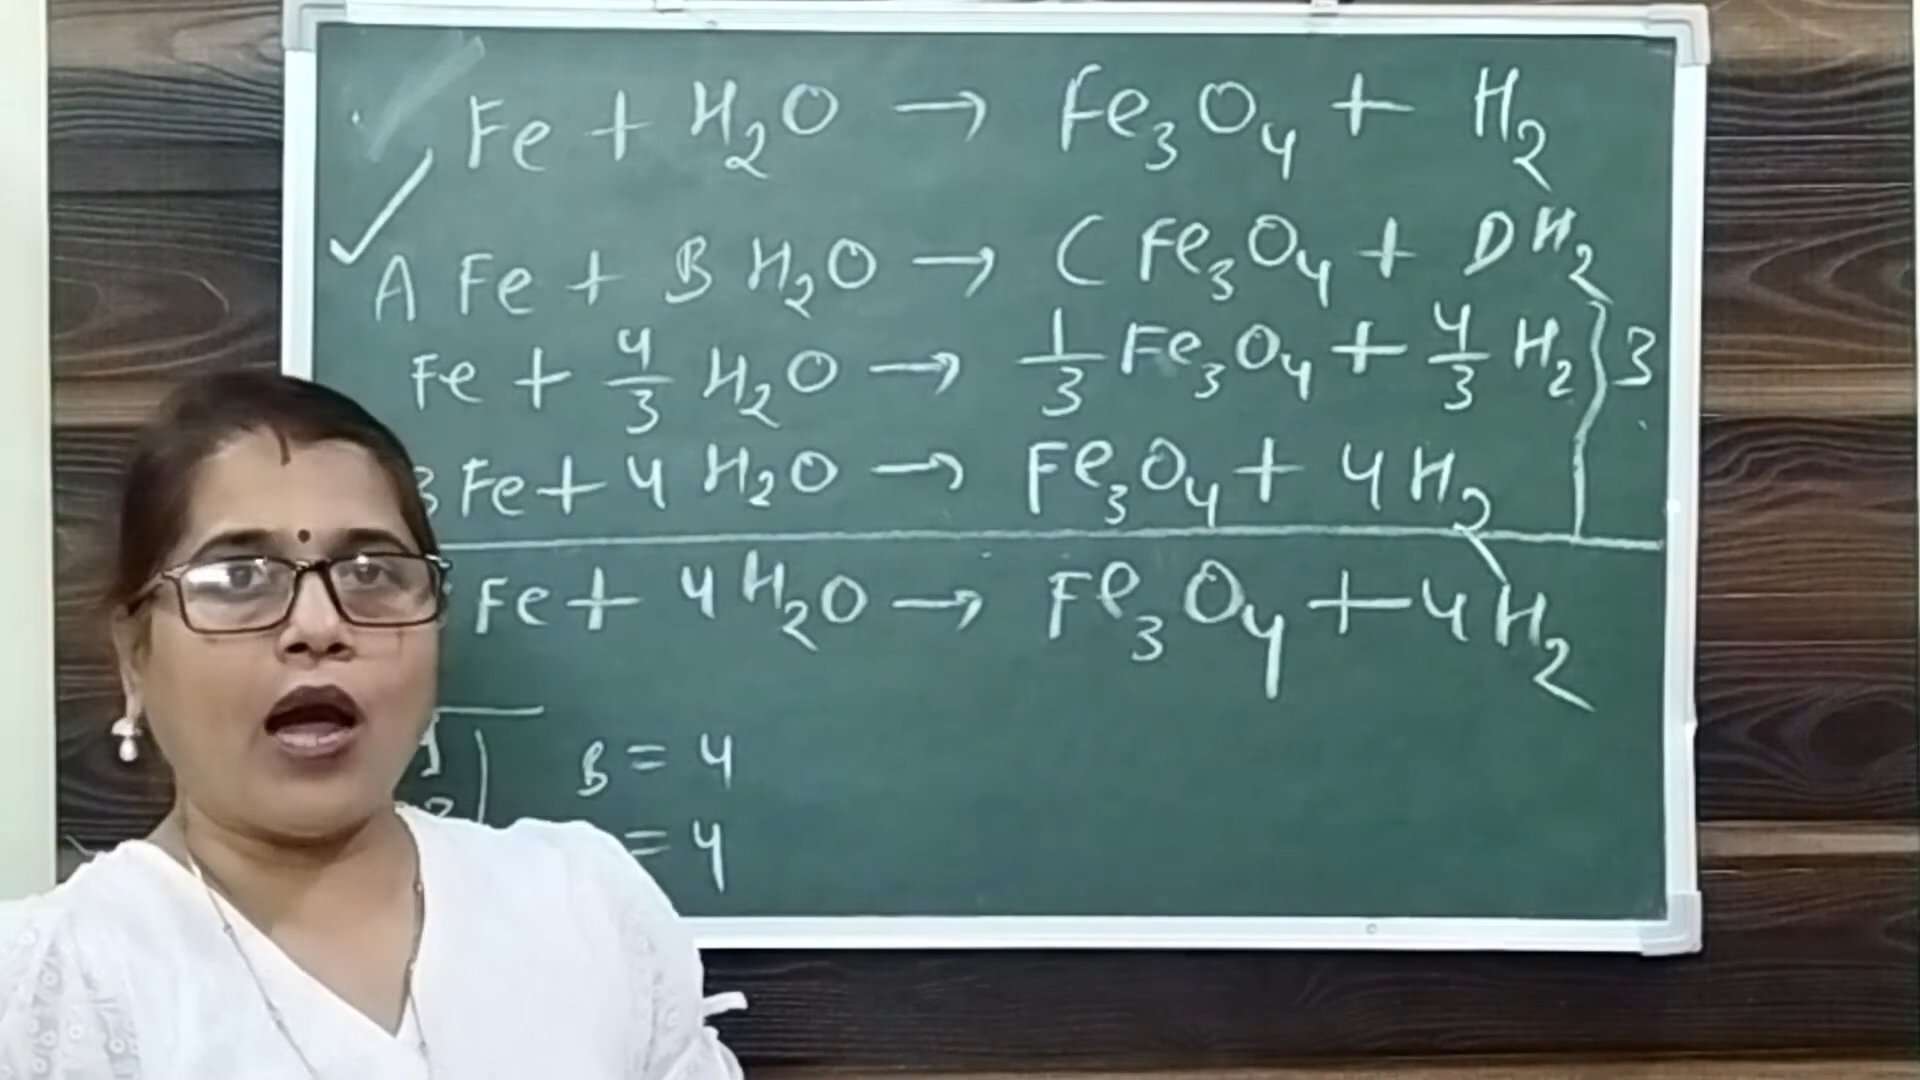 Fe + H₂O → Fe₃O₄ + H₂
A Fe + B H₂O → C Fe₃O₄ + D H₂
Fe + 4/3 H₂O → 1/3 Fe₃O₄ + 4/3 H₂ } 3
3 Fe + 4 H₂O → Fe₃O₄ + 4 H₂
Fe + 4 H₂O → Fe₃O₄ + 4 H₂
B = 4
= 4